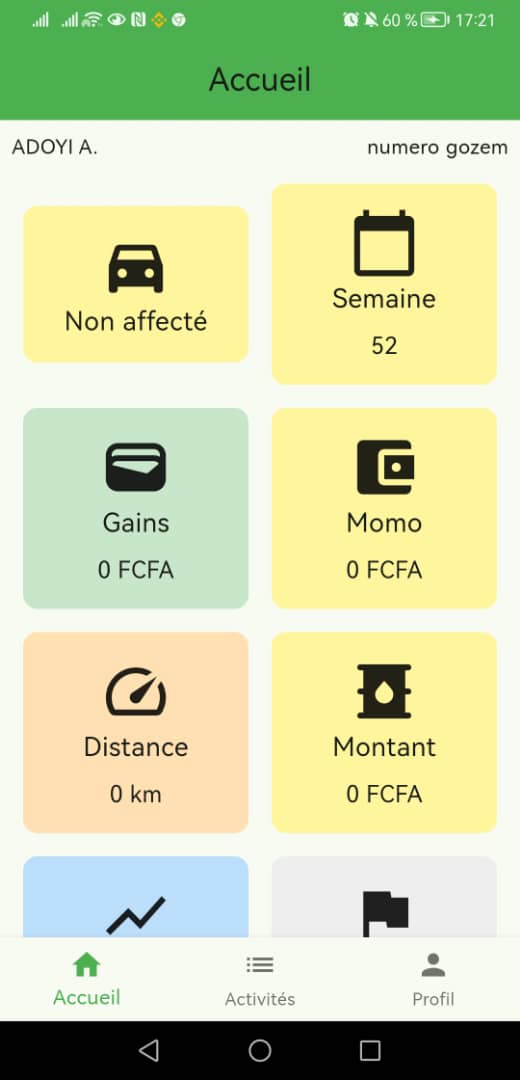 60 % 17:21
Accueil
ADOYI A. numero gozem
Non affecté
Semaine
52
Gains
0 FCFA
Momo
0 FCFA
Distance
0 km
Montant
0 FCFA
Accueil
Activités
Profil